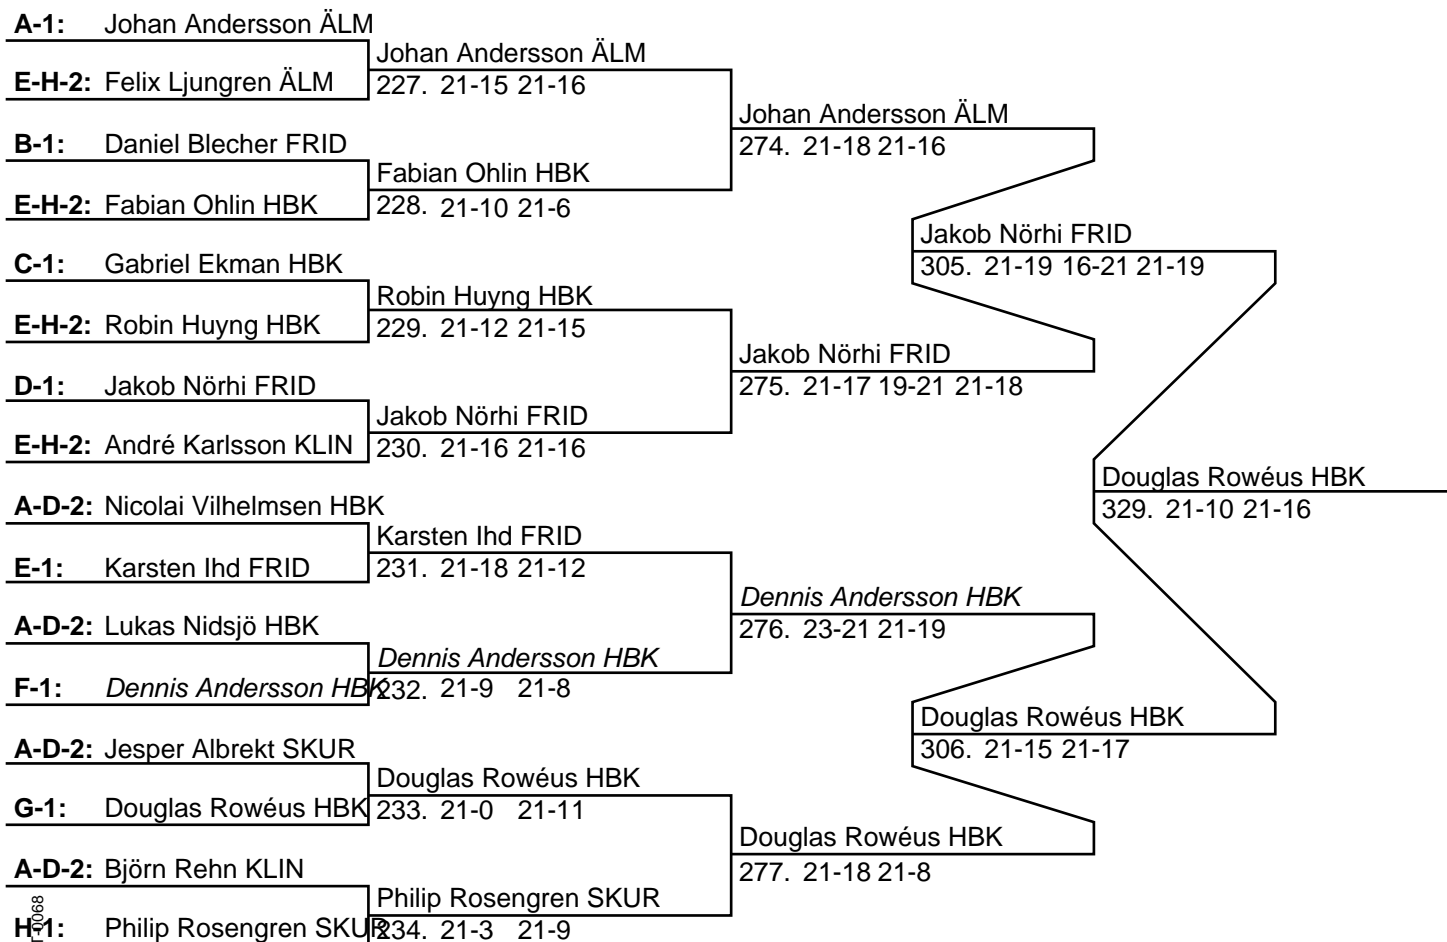 A-1: Johan Andersson ÄLM
Johan Andersson ÄLM
E-H-2: Felix Ljungren ÄLM
227. 21-15 21-16
Johan Andersson ÄLM
274. 21-18 21-16
B-1: Daniel Blecher FRID
Fabian Ohlin HBK
E-H-2: Fabian Ohlin HBK
228. 21-10 21-6
Jakob Nörhi FRID
305. 21-19 16-21 21-19
C-1: Gabriel Ekman HBK
Robin Huyng HBK
E-H-2: Robin Huyng HBK
229. 21-12 21-15
Jakob Nörhi FRID
275. 21-17 19-21 21-18
D-1: Jakob Nörhi FRID
Jakob Nörhi FRID
E-H-2: André Karlsson KLIN
230. 21-16 21-16
Douglas Rowéus HBK
329. 21-10 21-16
A-D-2: Nicolai Vilhelmsen HBK
Karsten Ihd FRID
E-1: Karsten Ihd FRID
231. 21-18 21-12
Dennis Andersson HBK
276. 23-21 21-19
A-D-2: Lukas Nidsjö HBK
Dennis Andersson HBK
F-1: Dennis Andersson HBK
232. 21-9 21-8
Douglas Rowéus HBK
306. 21-15 21-17
A-D-2: Jesper Albrekt SKUR
Douglas Rowéus HBK
G-1: Douglas Rowéus HBK
233. 21-0 21-11
Douglas Rowéus HBK
277. 21-18 21-8
A-D-2: Björn Rehn KLIN
Philip Rosengren SKUR
H-1: Philip Rosengren SKUR
234. 21-3 21-9